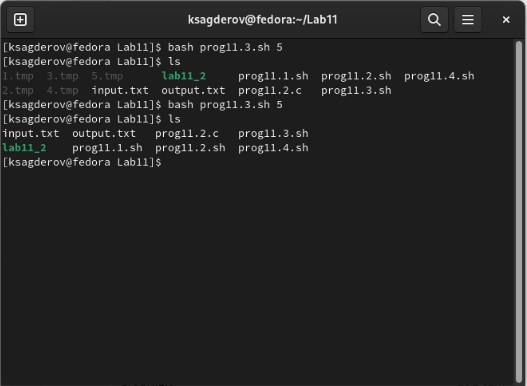 ksagderov@fedora:~/Lab11
[ksagderov@fedora Lab11]$ bash prog11.3.sh 5
[ksagderov@fedora Lab11]$ ls
1.tmp 3.tmp 5.tmp lab11_2 prog11.1.sh prog11.2.sh prog11.4.sh
2.tmp 4.tmp input.txt output.txt prog11.2.c prog11.3.sh
[ksagderov@fedora Lab11]$ bash prog11.3.sh 5
[ksagderov@fedora Lab11]$ ls
input.txt output.txt prog11.2.c prog11.3.sh
lab11_2 prog11.1.sh prog11.2.sh prog11.4.sh
[ksagderov@fedora Lab11]$